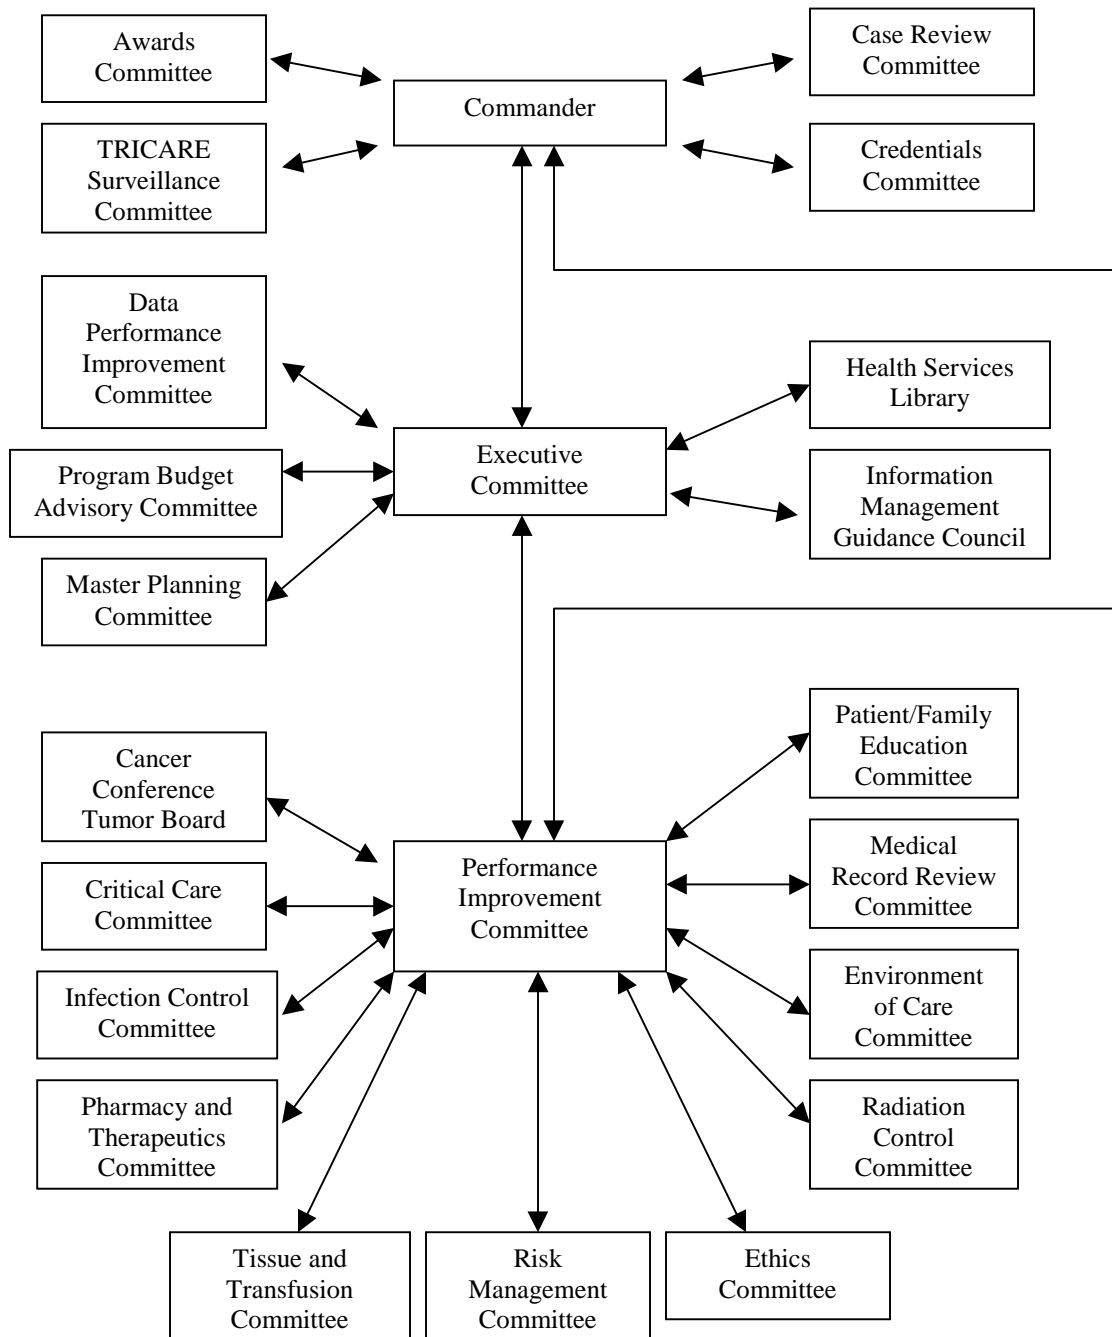 Awards
Committee
Case Review
Committee
Commander
TRICARE
Surveillance
Committee
Credentials
Committee
Data
Performance
Improvement
Committee
Health Services
Library
Executive
Committee
Program Budget
Advisory Committee
Information
Management
Guidance Council
Master Planning
Committee
Patient/Family
Education
Committee
Cancer
Conference
Tumor Board
Performance
Improvement
Committee
Medical
Record Review
Committee
Critical Care
Committee
Infection Control
Committee
Environment
of Care
Committee
Pharmacy and
Therapeutics
Committee
Radiation
Control
Committee
Tissue and
Transfusion
Committee
Risk
Management
Committee
Ethics
Committee